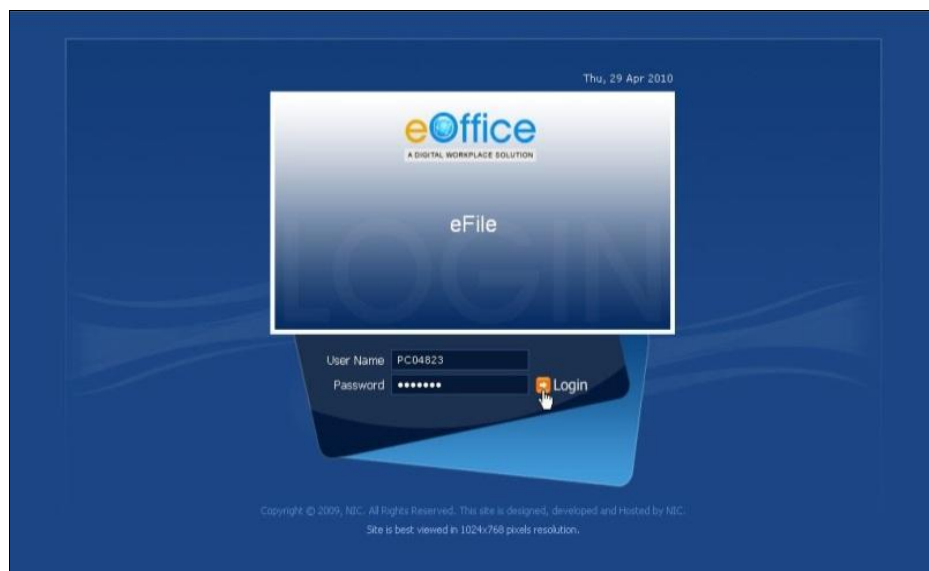 Thu, 29 Apr 2010
eOffice
A DIGITAL WORKPLACE SOLUTION
eFile
LOGIN
User Name PC04823
Password •••••••
Login
Copyright © 2009, NIC. All Rights Reserved. This site is designed, developed and Hosted by NIC.
Site is best viewed in 1024x768 pixels resolution.